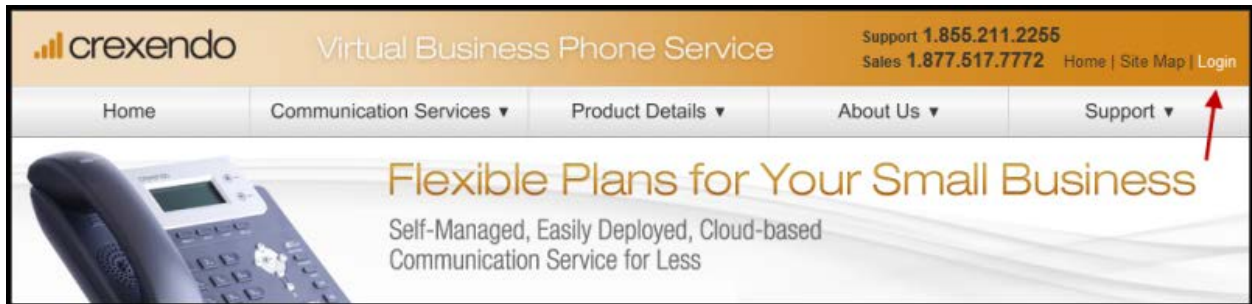 crexendo
Virtual Business Phone Service
Support 1.855.211.2255
Sales 1.877.517.7772 Home | Site Map | Login
Home Communication Services ▼ Product Details ▼ About Us ▼ Support ▼
Flexible Plans for Your Small Business
Self-Managed, Easily Deployed, Cloud-based
Communication Service for Less